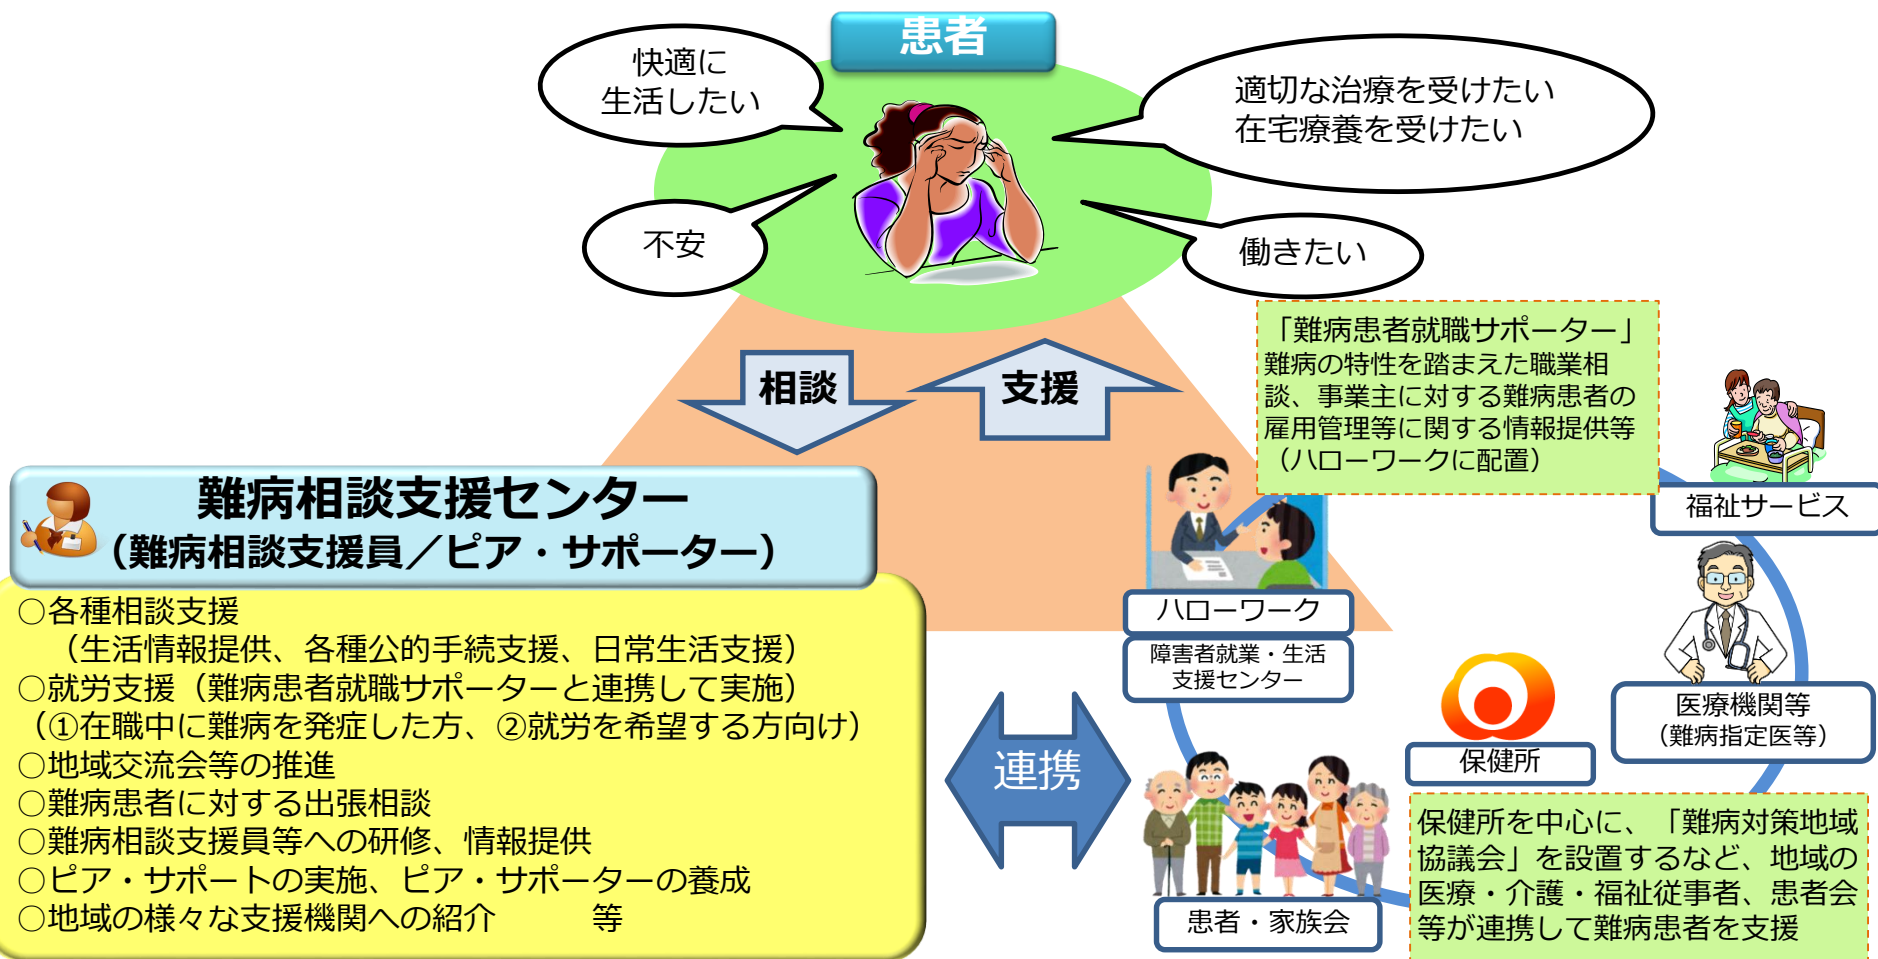 患者
快適に
生活したい
適切な治療を受けたい
在宅療養を受けたい
不安
働きたい
相談
支援
「難病患者就職サポーター」
難病の特性を踏まえた職業相
談、事業主に対する難病患者の
雇用管理等に関する情報提供等
（ハローワークに配置）
難病相談支援センター
（難病相談支援員／ピア・サポーター）
○各種相談支援
（生活情報提供、各種公的手続支援、日常生活支援）
○就労支援（難病患者就職サポーターと連携して実施）
（①在職中に難病を発症した方、②就労を希望する方向け）
○地域交流会等の推進
○難病患者に対する出張相談
○難病相談支援員等への研修、情報提供
○ピア・サポートの実施、ピア・サポーターの養成
○地域の様々な支援機関への紹介　　　等
連携
福祉サービス
ハローワーク
障害者就業・生活
支援センター
医療機関等
（難病指定医等）
保健所
患者・家族会
保健所を中心に、「難病対策地域
協議会」を設置するなど、地域の
医療・介護・福祉従事者、患者会
等が連携して難病患者を支援